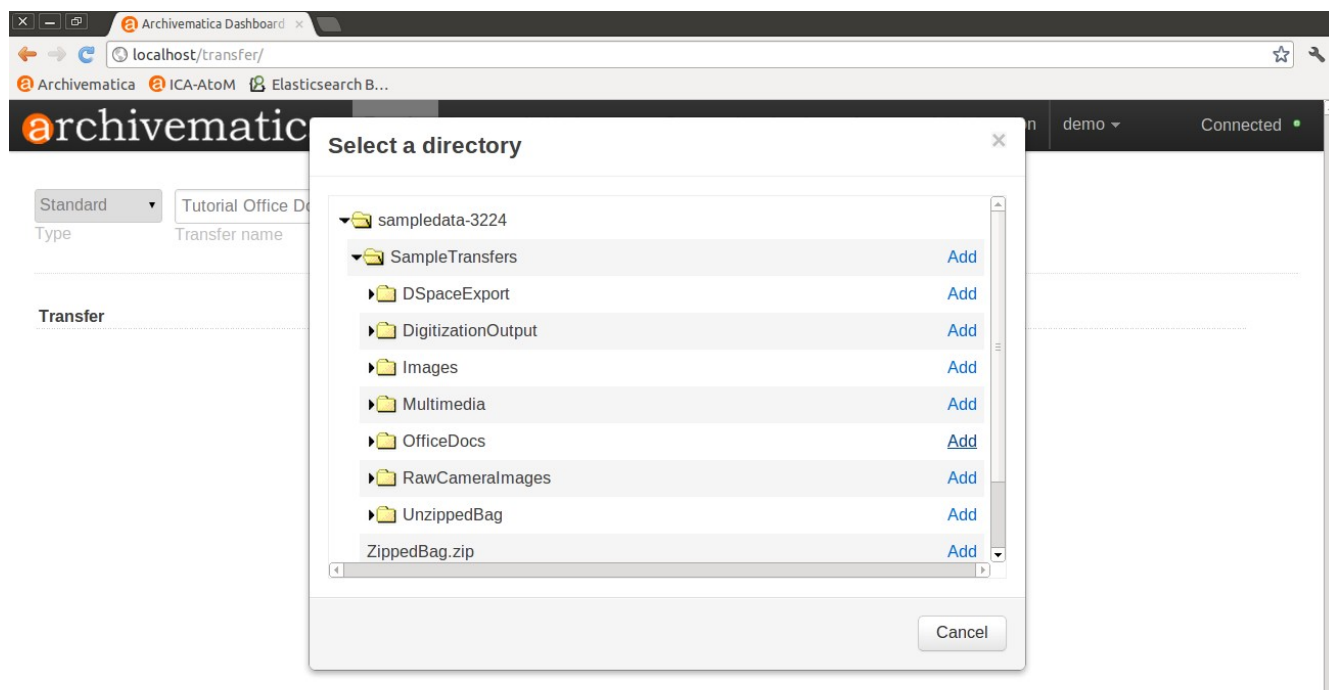 Archivematica Dashboard
localhost/transfer/
Archivematica ICA-AtoM Elasticsearch B...
archivematic
demo
Connected
Select a directory
Standard
Tutorial Office Do
Type
Transfer name
Transfer
sampledata-3224
SampleTransfers Add
DSpaceExport Add
DigitizationOutput Add
Images Add
Multimedia Add
OfficeDocs Add
RawCameraImages Add
UnzippedBag Add
ZippedBag.zip Add
Cancel